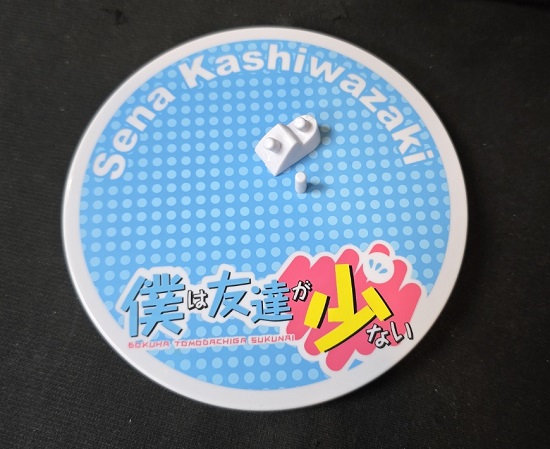 Sena Kashiwazaki
僕は友達が少ない
BOKUHA TOMODACHIGA SUKUNAI